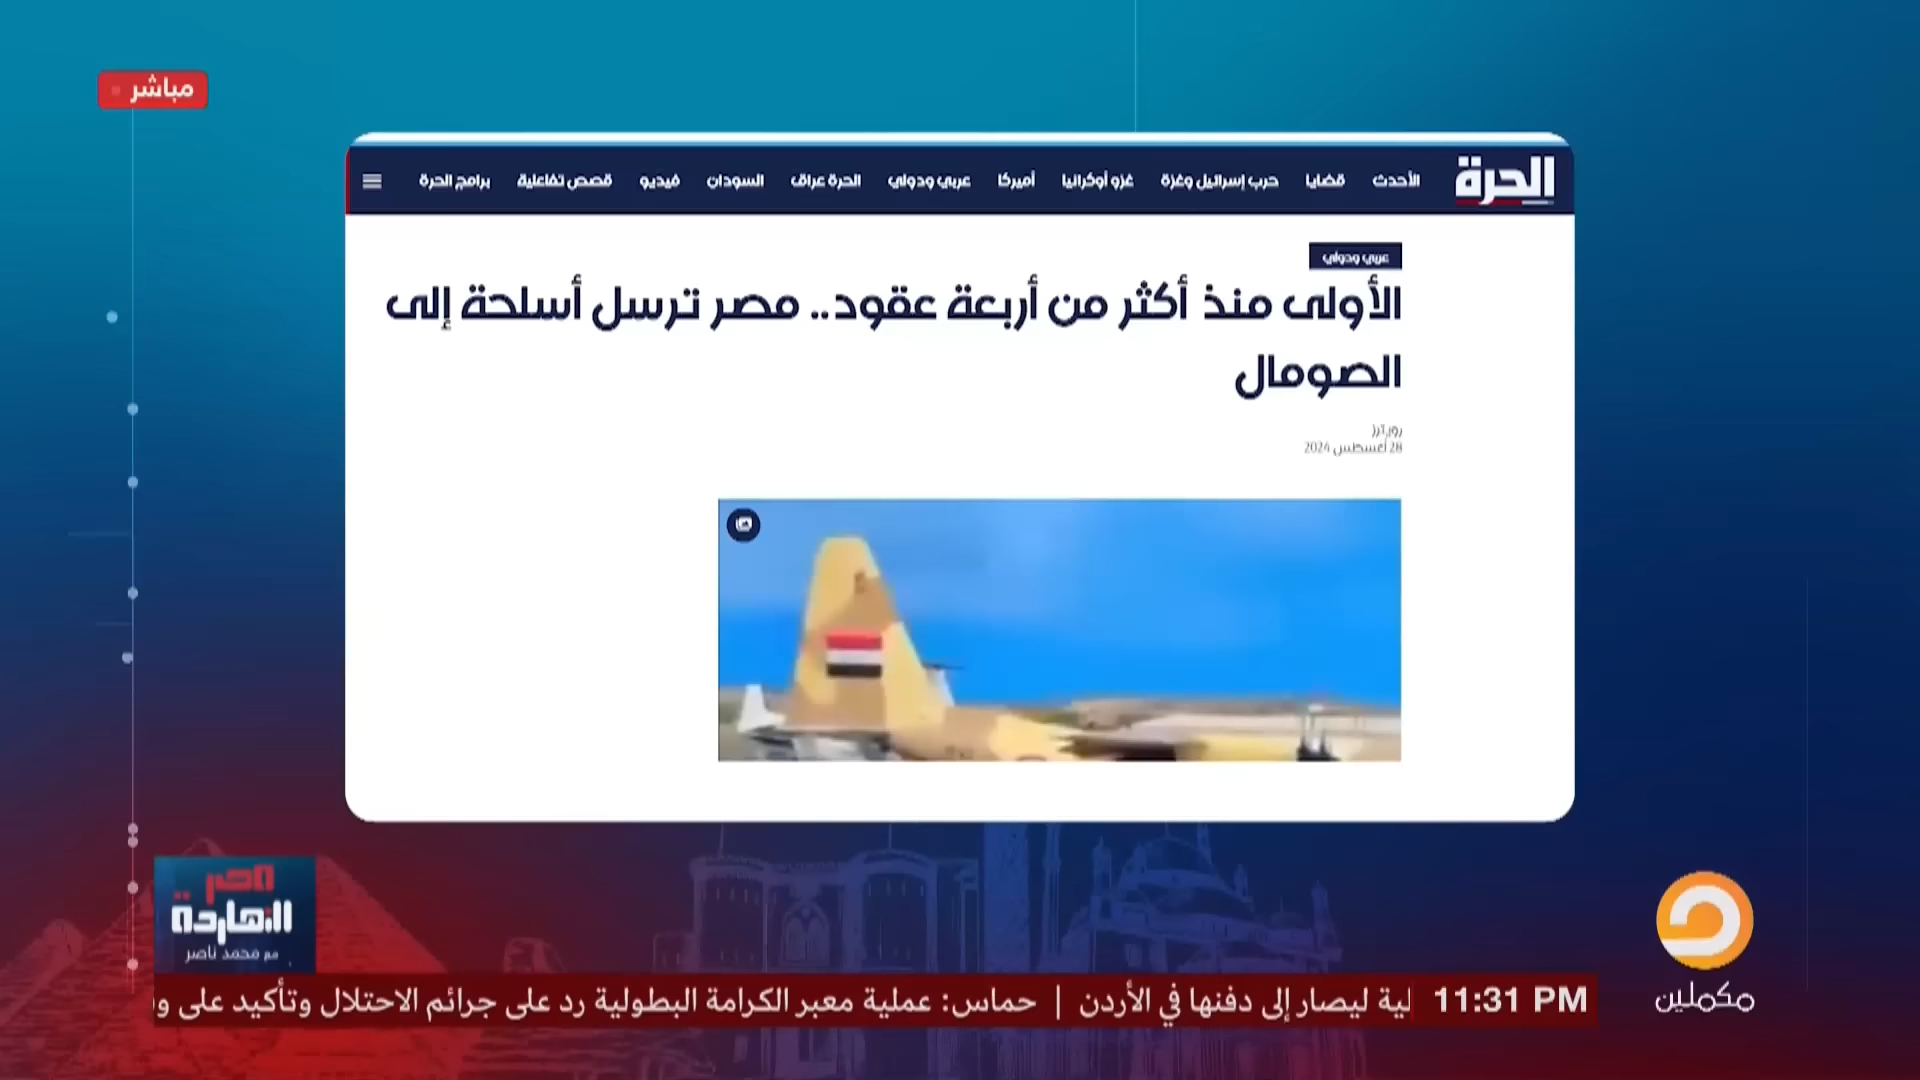 مباشر
الحرة
الأحدث
قضايا
حرب إسرائيل وغزة
غزو أوكرانيا
أميركا
عربي ودولي
الحرة عراق
السودان
فيديو
قصص تفاعلية
برامج الحرة
عربي ودولي
الأولى منذ أكثر من أربعة عقود.. مصر ترسل أسلحة إلى
الصومال
رويترز
28 أغسطس 2024
مصر
النهاردة
مع محمد ناصر
11:31 PM
لية ليصار إلى دفنها في الأردن | حماس: عملية معبر الكرامة البطولية رد على جرائم الاحتلال وتأكيد على
مكملين